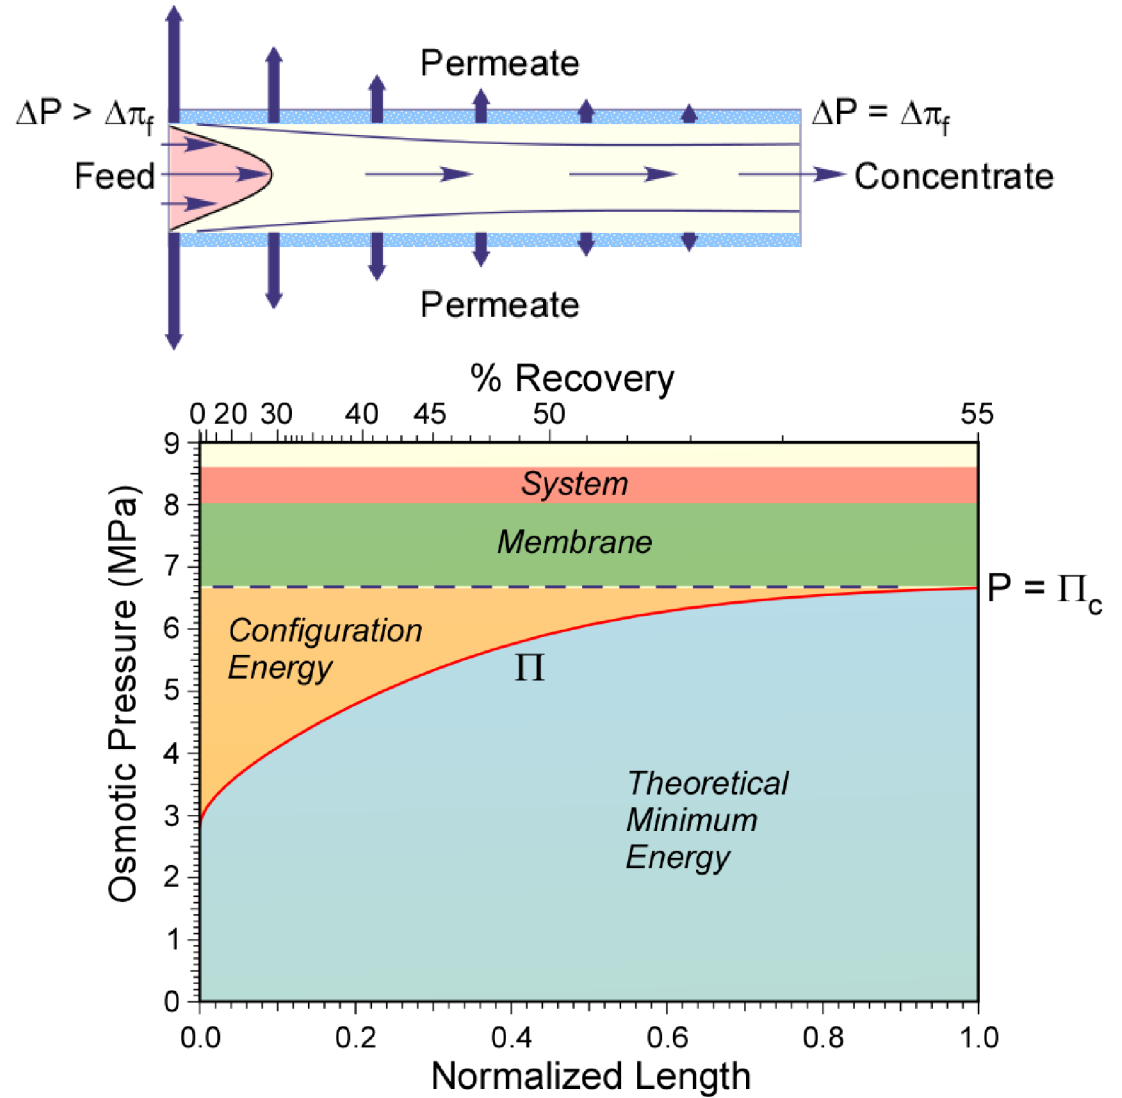 Permeate
ΔP > Δπf
ΔP = Δπf
Feed
Concentrate
Permeate
% Recovery
0 20 30 40 45 50 55
9
System
8
Membrane
7
P = Πc
6
Configuration
Energy
Π
5
4
Theoretical
Minimum
Energy
3
2
1
0
Osmotic Pressure (MPa)
0.0 0.2 0.4 0.6 0.8 1.0
Normalized Length